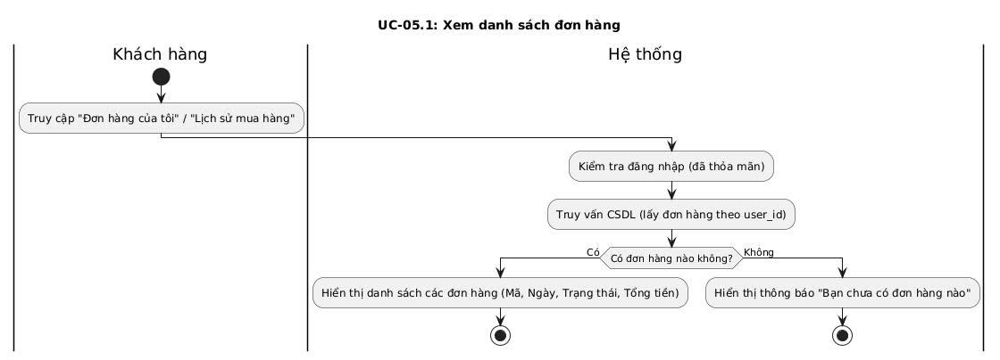 UC-05.1: Xem danh sách đơn hàng
Khách hàng
Hệ thống
Truy cập "Đơn hàng của tôi" / "Lịch sử mua hàng"
Kiểm tra đăng nhập (đã thỏa mãn)
Truy vấn CSDL (lấy đơn hàng theo user_id)
Có đơn hàng nào không?
Có
Không
Hiển thị danh sách các đơn hàng (Mã, Ngày, Trạng thái, Tổng tiền)
Hiển thị thông báo "Bạn chưa có đơn hàng nào"